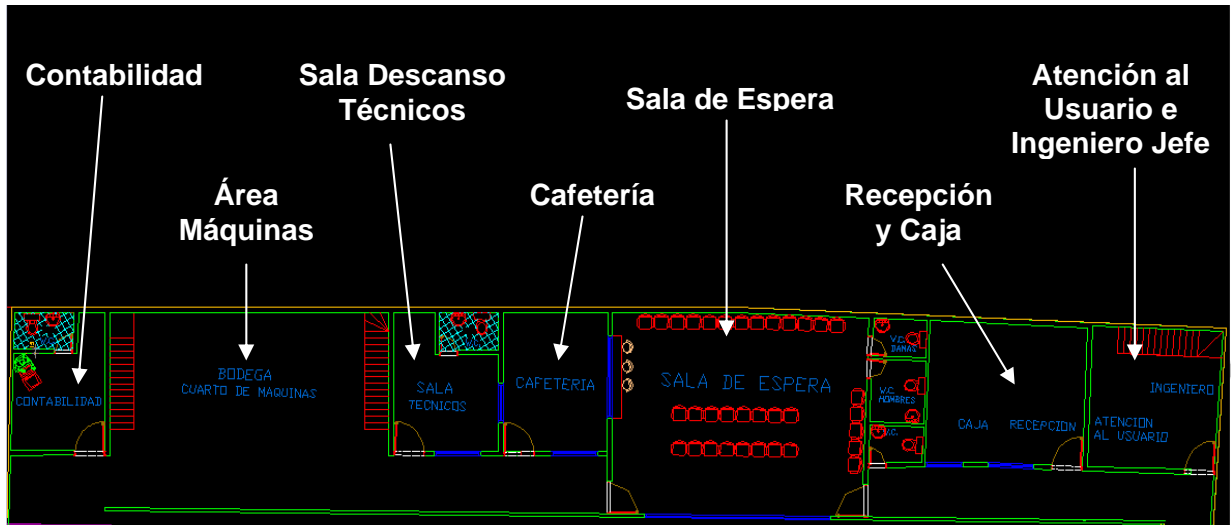 Contabilidad
Sala Descanso
Técnicos
Sala de Espera
Atención al
Usuario e
Ingeniero Jefe
Área
Máquinas
Cafetería
Recepción
y Caja
W.C.
DAMAS
BODEGA
CUARTO DE MAQUINAS
SALA
TECNICOS
CAFETERIA
SALA DE ESPERA
W.C.
HOMBRES
INGENIERO
CONTABILIDAD
CAJA
RECEPCION
ATENCION
AL USUARIO
V.C.